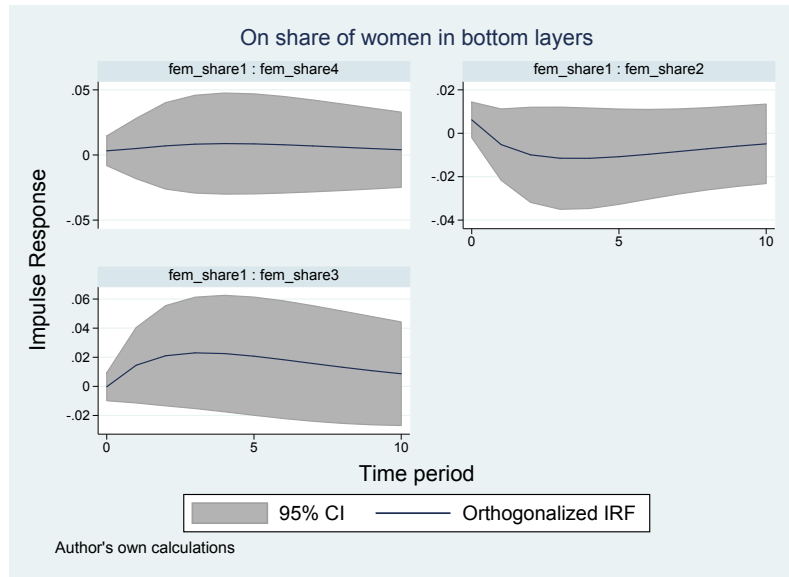 On share of women in bottom layers
fem_share1 : fem_share4
fem_share1 : fem_share2
.05
0
-.05
.02
0
-.02
-.04
0
5
10
fem_share1 : fem_share3
.06
.04
.02
0
-.02
0
5
10
Impulse Response
Time period
95% CI
Orthogonalized IRF
Author's own calculations